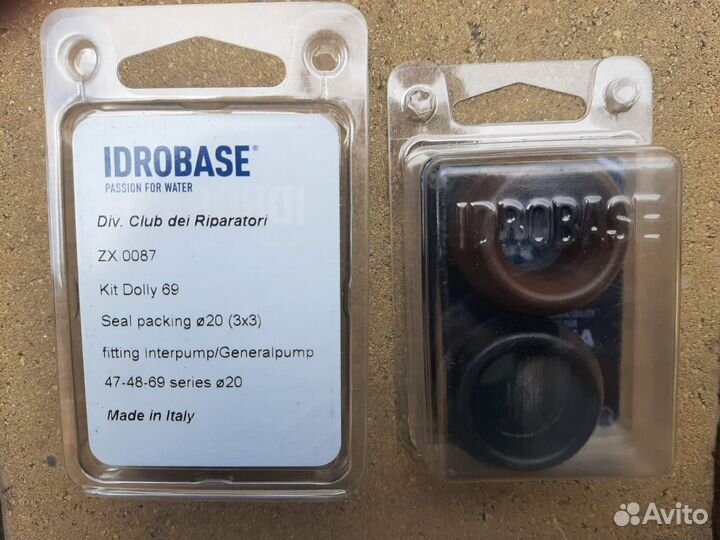 IDROBASE®
PASSION FOR WATER
Div. Club dei Riparatori
ZX 0087
Kit Dolly 69
Seal packing ø20 (3x3)
fitting Interpump/Generalpump
47-48-69 series ø20
Made in Italy
IDROBASE
Avito